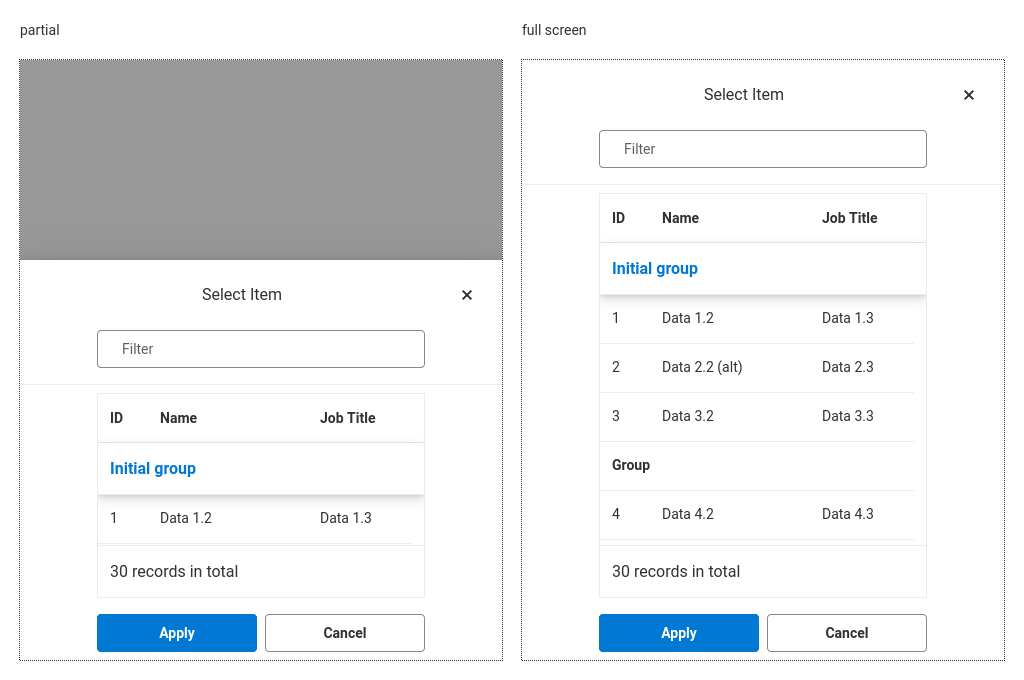 partial
Select Item ×
Filter
ID Name Job Title
Initial group
1 Data 1.2 Data 1.3
30 records in total
Apply Cancel
full screen
Select Item ×
Filter
ID Name Job Title
Initial group
1 Data 1.2 Data 1.3
2 Data 2.2 (alt) Data 2.3
3 Data 3.2 Data 3.3
Group
4 Data 4.2 Data 4.3
30 records in total
Apply Cancel